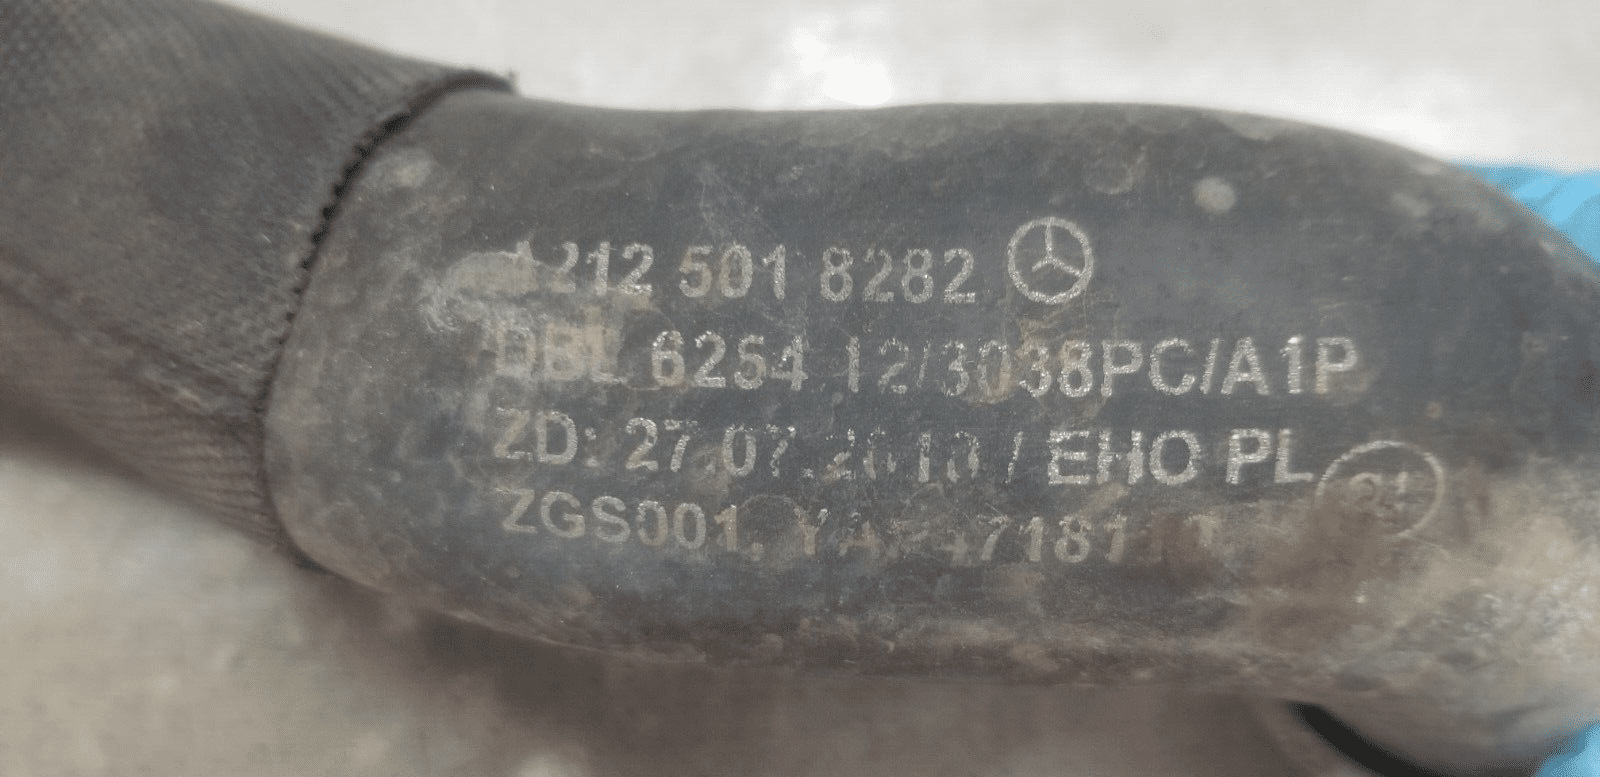 A212 501 8282
DBL 6254 12/3038PC/A1P
ZD: 27.07.2010 / EHO PL
ZGS001,